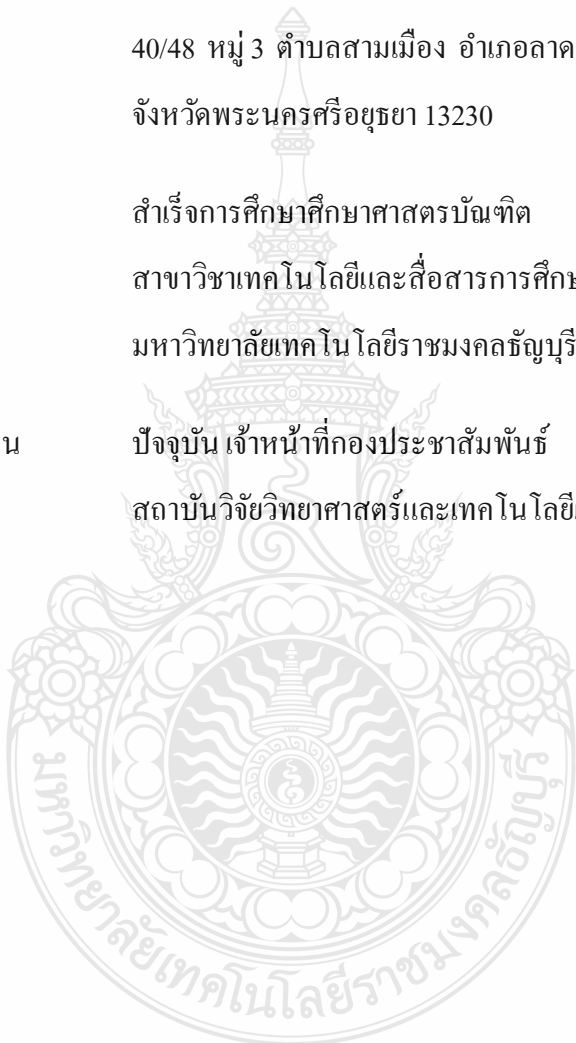 40/48 หมู่ 3 ตำบลสามเมือง อำเภอลาด
จังหวัดพระนครศรีอยุธยา 13230
สำเร็จการศึกษาศึกษาศาสตรบัณฑิต
สาขาวิชาเทคโนโลยีและสื่อสารการศึกษ
มหาวิทยาลัยเทคโนโลยีราชมงคลธัญบุรี
น ปัจจุบัน เจ้าหน้าที่กองประชาสัมพันธ์
สถาบันวิจัยวิทยาศาสตร์และเทคโนโลยี
มหาวิทยาลัยเทคโนโลยีราชมงคลธัญบุรี